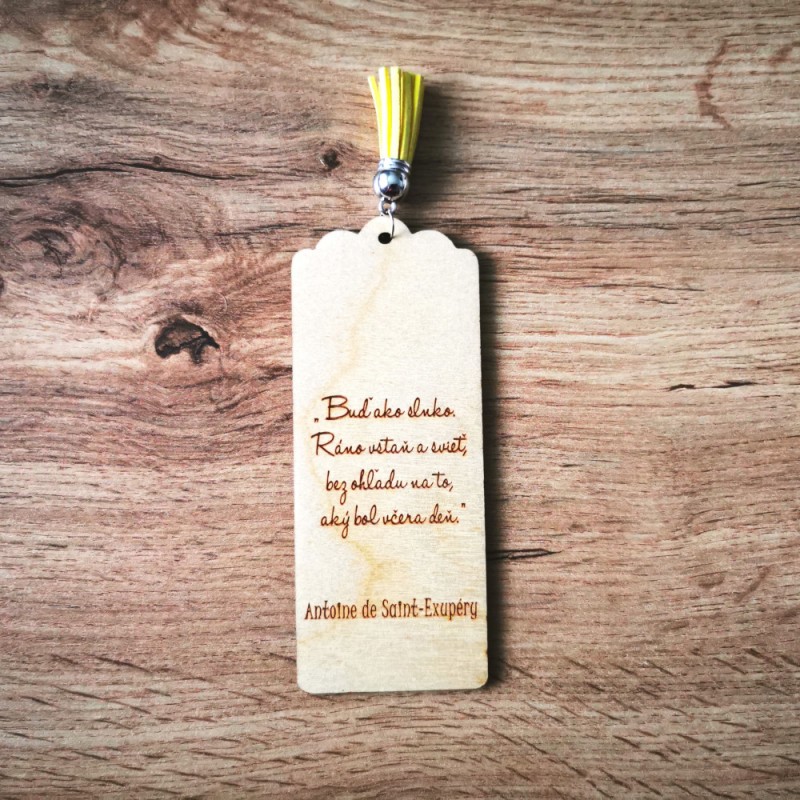 „Buď ako slnko.
Ráno vstaň a svieť,
bez ohľadu na to,
aký bol včera deň."
Antoine de Saint-Exupéry